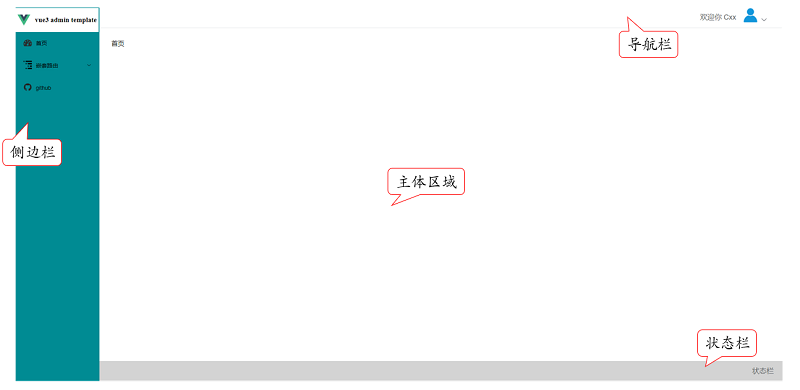 vue3 admin template
欢迎你 Cxx
导航栏
首页
首页
嵌套路由
github
侧边栏
主体区域
状态栏
状态栏